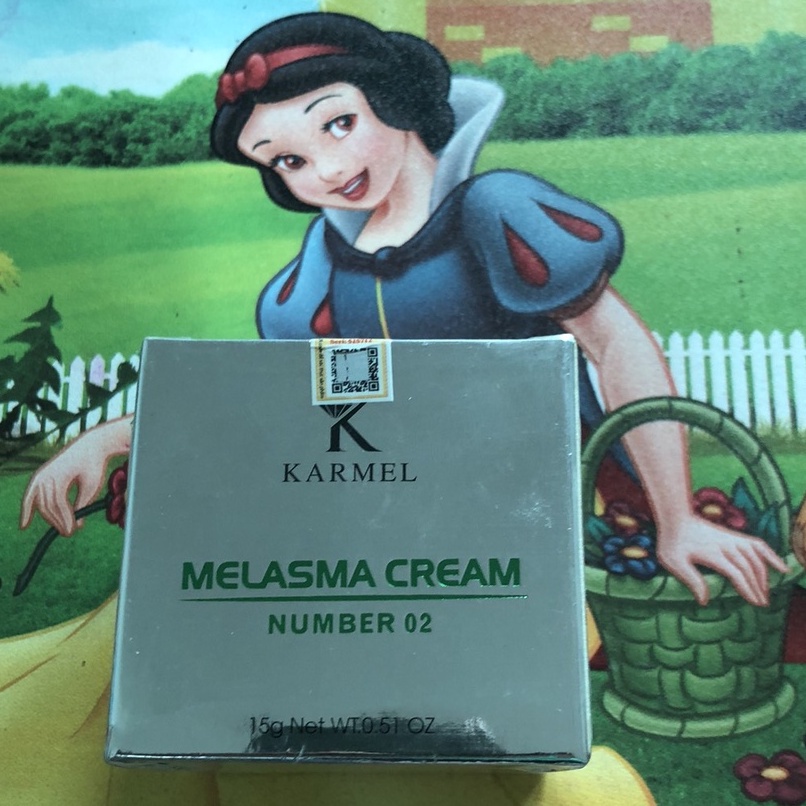 K
KARMEL
MELASMA CREAM
NUMBER 02
15g Net WT.0.51 OZ